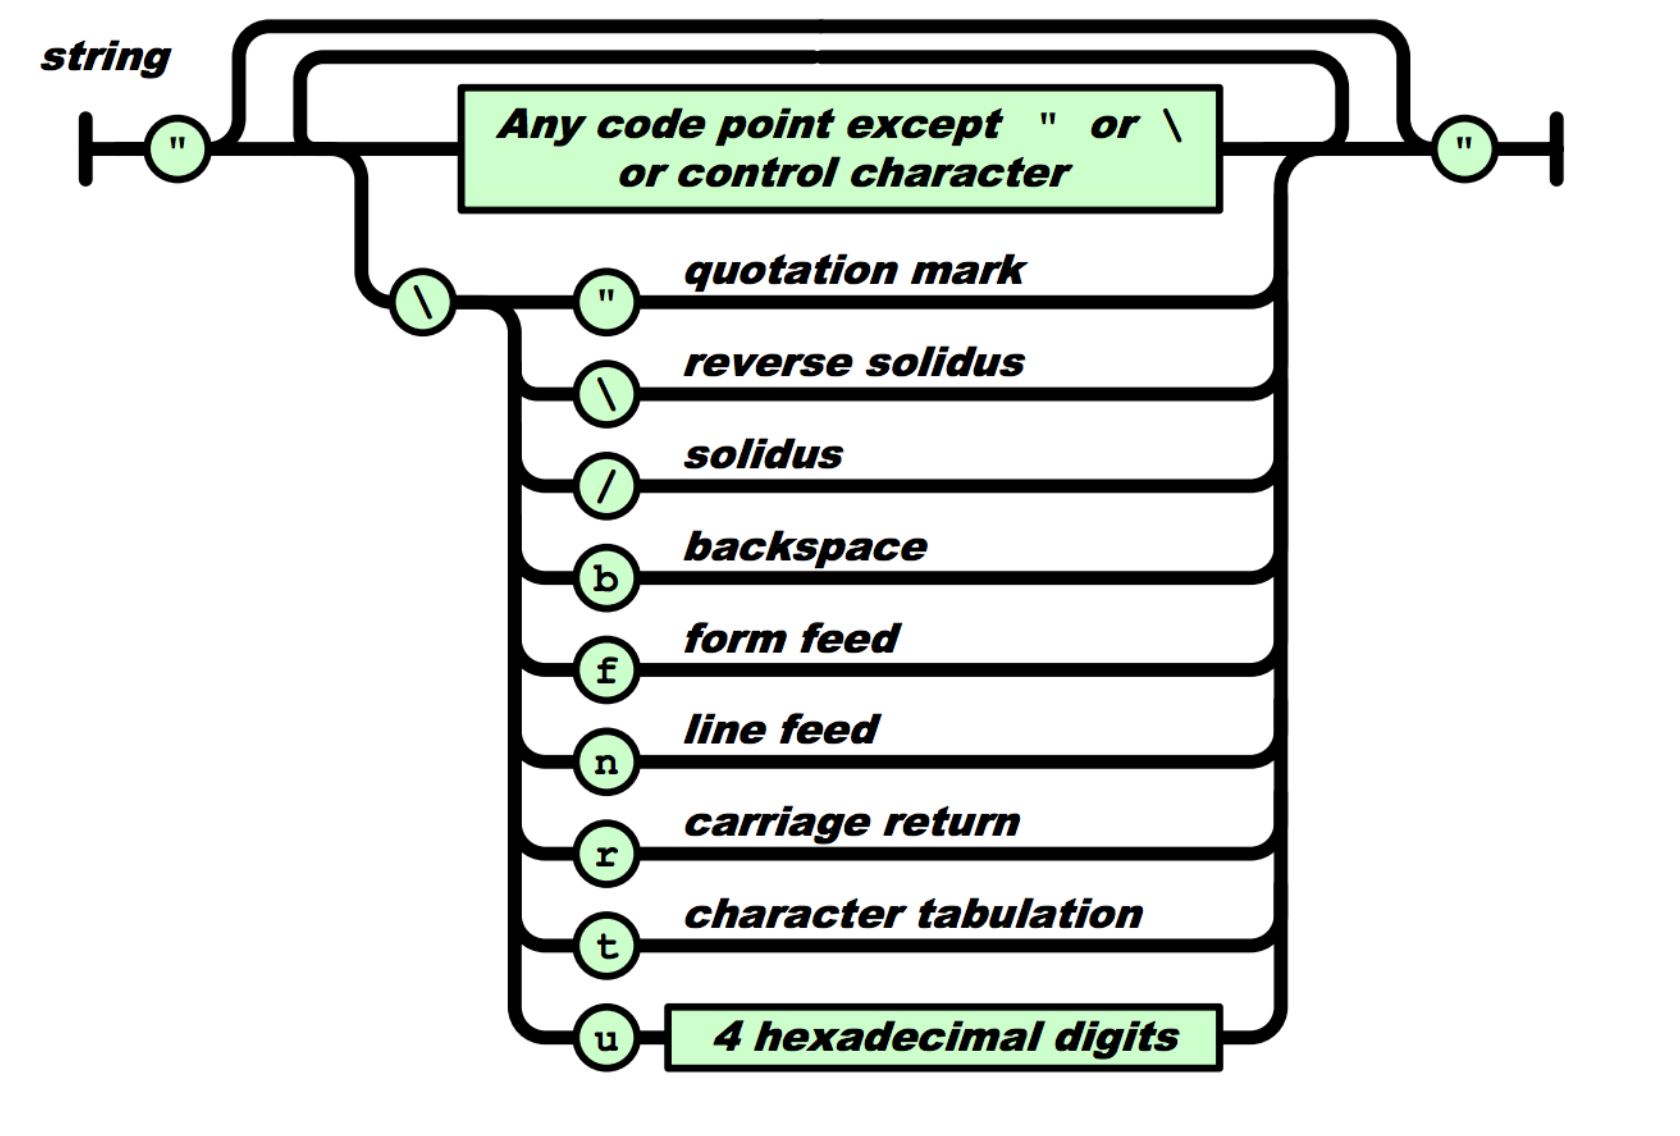 string
"
Any code point except " or \
or control character
"
\
" quotation mark
\ reverse solidus
/ solidus
b backspace
f form feed
n line feed
r carriage return
t character tabulation
u 4 hexadecimal digits